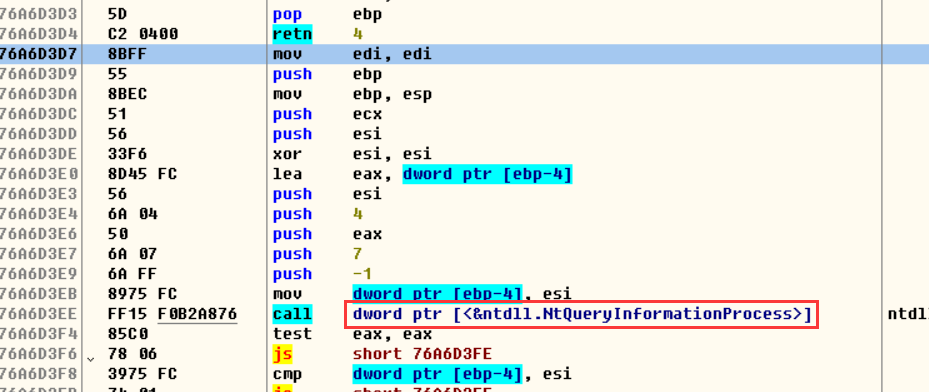 76A6D3D3 5D pop ebp
76A6D3D4 C2 0400 retn 4
76A6D3D7 8BFF mov edi, edi
76A6D3D9 55 push ebp
76A6D3DA 8BEC mov ebp, esp
76A6D3DC 51 push ecx
76A6D3DD 56 push esi
76A6D3DE 33F6 xor esi, esi
76A6D3E0 8D45 FC lea eax, dword ptr [ebp-4]
76A6D3E3 56 push esi
76A6D3E4 6A 04 push 4
76A6D3E6 50 push eax
76A6D3E7 6A 07 push 7
76A6D3E9 6A FF push -1
76A6D3EB 8975 FC mov dword ptr [ebp-4], esi
76A6D3EE FF15 F0B2A876 call dword ptr [<&ntdll.NtQueryInformationProcess>] ntdll
76A6D3F4 85C0 test eax, eax
76A6D3F6 78 06 js short 76A6D3FE
76A6D3F8 3975 FC cmp dword ptr [ebp-4], esi